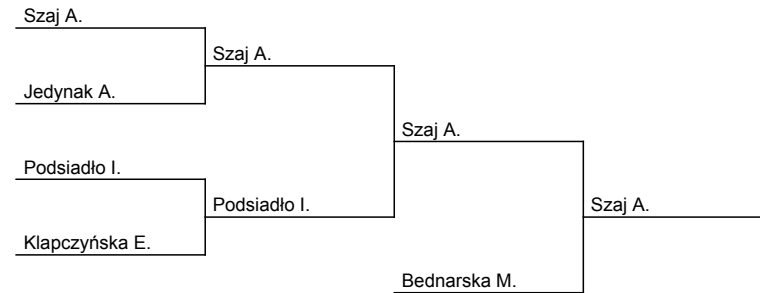 Szaj A.
Szaj A.
Jedynak A.
Szaj A.
Podsiadło I.
Podsiadło I.
Szaj A.
Klapczyńska E.
Bednarska M.